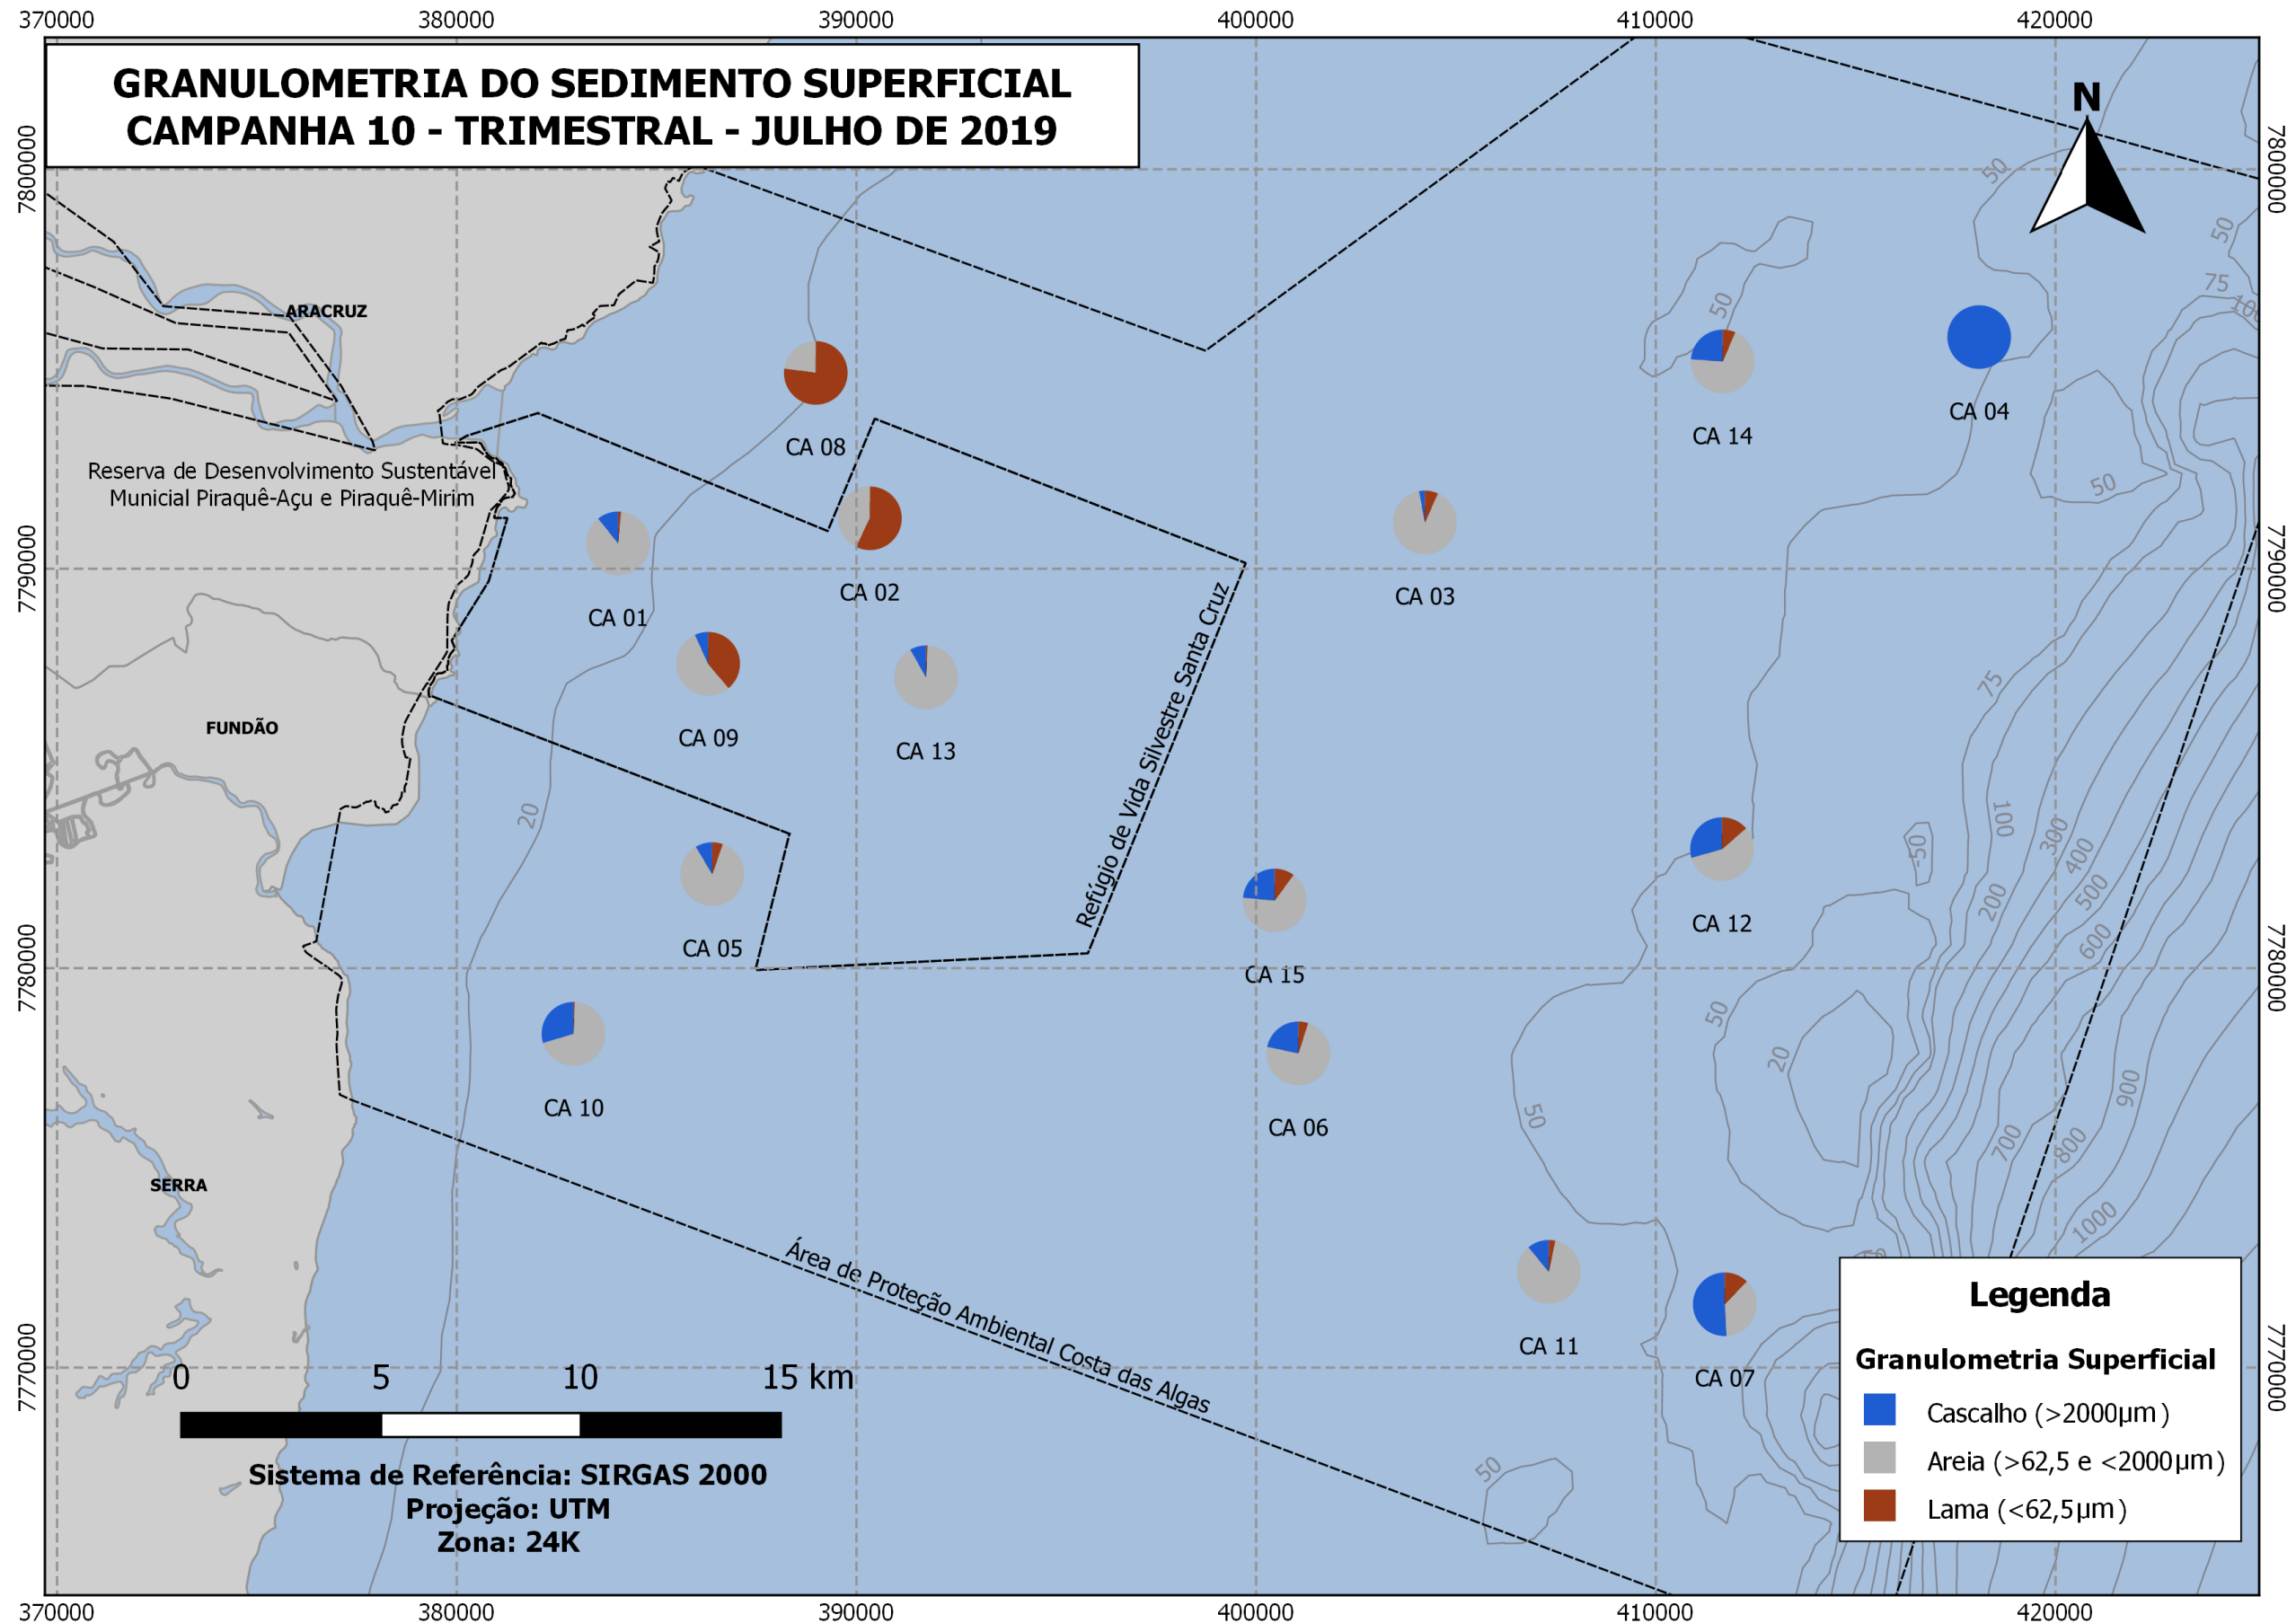 370000 380000 390000 400000 410000 420000
GRANULOMETRIA DO SEDIMENTO SUPERFICIAL
CAMPANHA 10 - TRIMESTRAL - JULHO DE 2019
N
7800000
7800000
50
50
75
100
50
ARACRUZ
CA 08
CA 14
CA 04
Reserva de Desenvolvimento Sustentável
Municial Piraquê-Açu e Piraquê-Mirim
50
7790000
7790000
CA 01
CA 02
CA 03
Refúgio de Vida Silvestre Santa Cruz
75
FUNDÃO
CA 09
CA 13
20
100
300
400
50
200
500
600
CA 05
CA 12
7780000
7780000
CA 15
50
20
CA 10
CA 06
50
900
700
800
SERRA
1000
Área de Proteção Ambiental Costa das Algas
CA 11
CA 07
7770000
7770000
0 5 10 15 km
50
Sistema de Referência: SIRGAS 2000
Projeção: UTM
Zona: 24K
Legenda
Granulometria Superficial
Cascalho (>2000µm)
Areia (>62,5 e <2000µm)
Lama (<62,5µm)
370000 380000 390000 400000 410000 420000